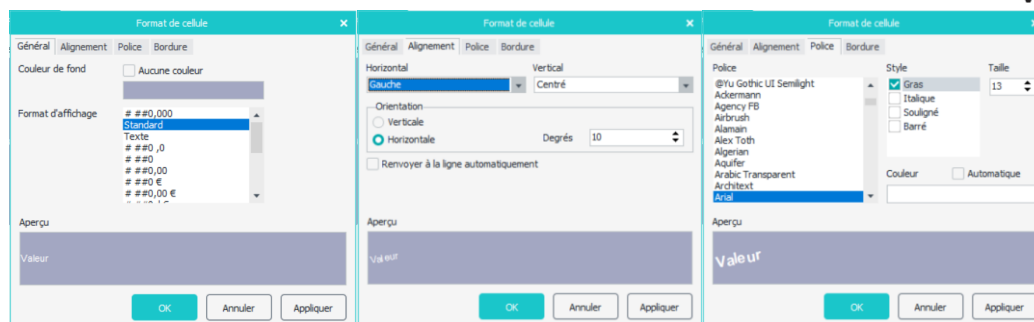 Format de cellule
Général Alignement Police Bordure
Couleur de fond
Aucune couleur
Format d'affichage
# ##0,000
Standard
Texte
# ##0 ,0
# ##0
# ##0,00
# ##0 €
# ##0,00 €
Aperçu
Valeur
OK Annuler Appliquer
Format de cellule
Général Alignement Police Bordure
Horizontal Vertical
Gauche Centré
Orientation
Verticale
Horizontale Degrés 10
Renvoyer à la ligne automatiquement
Aperçu
Valeur
OK Annuler Appliquer
Format de cellule
Général Alignement Police Bordure
Police Style Taille
@Yu Gothic UI Semilight Gras 13
Ackermann Italique
Agency FB Souligné
Airbrush Barré
Alamain
Alex Toth
Algerian
Aquifer
Arabic Transparent Couleur Automatique
Architext
Arial
Aperçu
Valeur
OK Annuler Appliquer